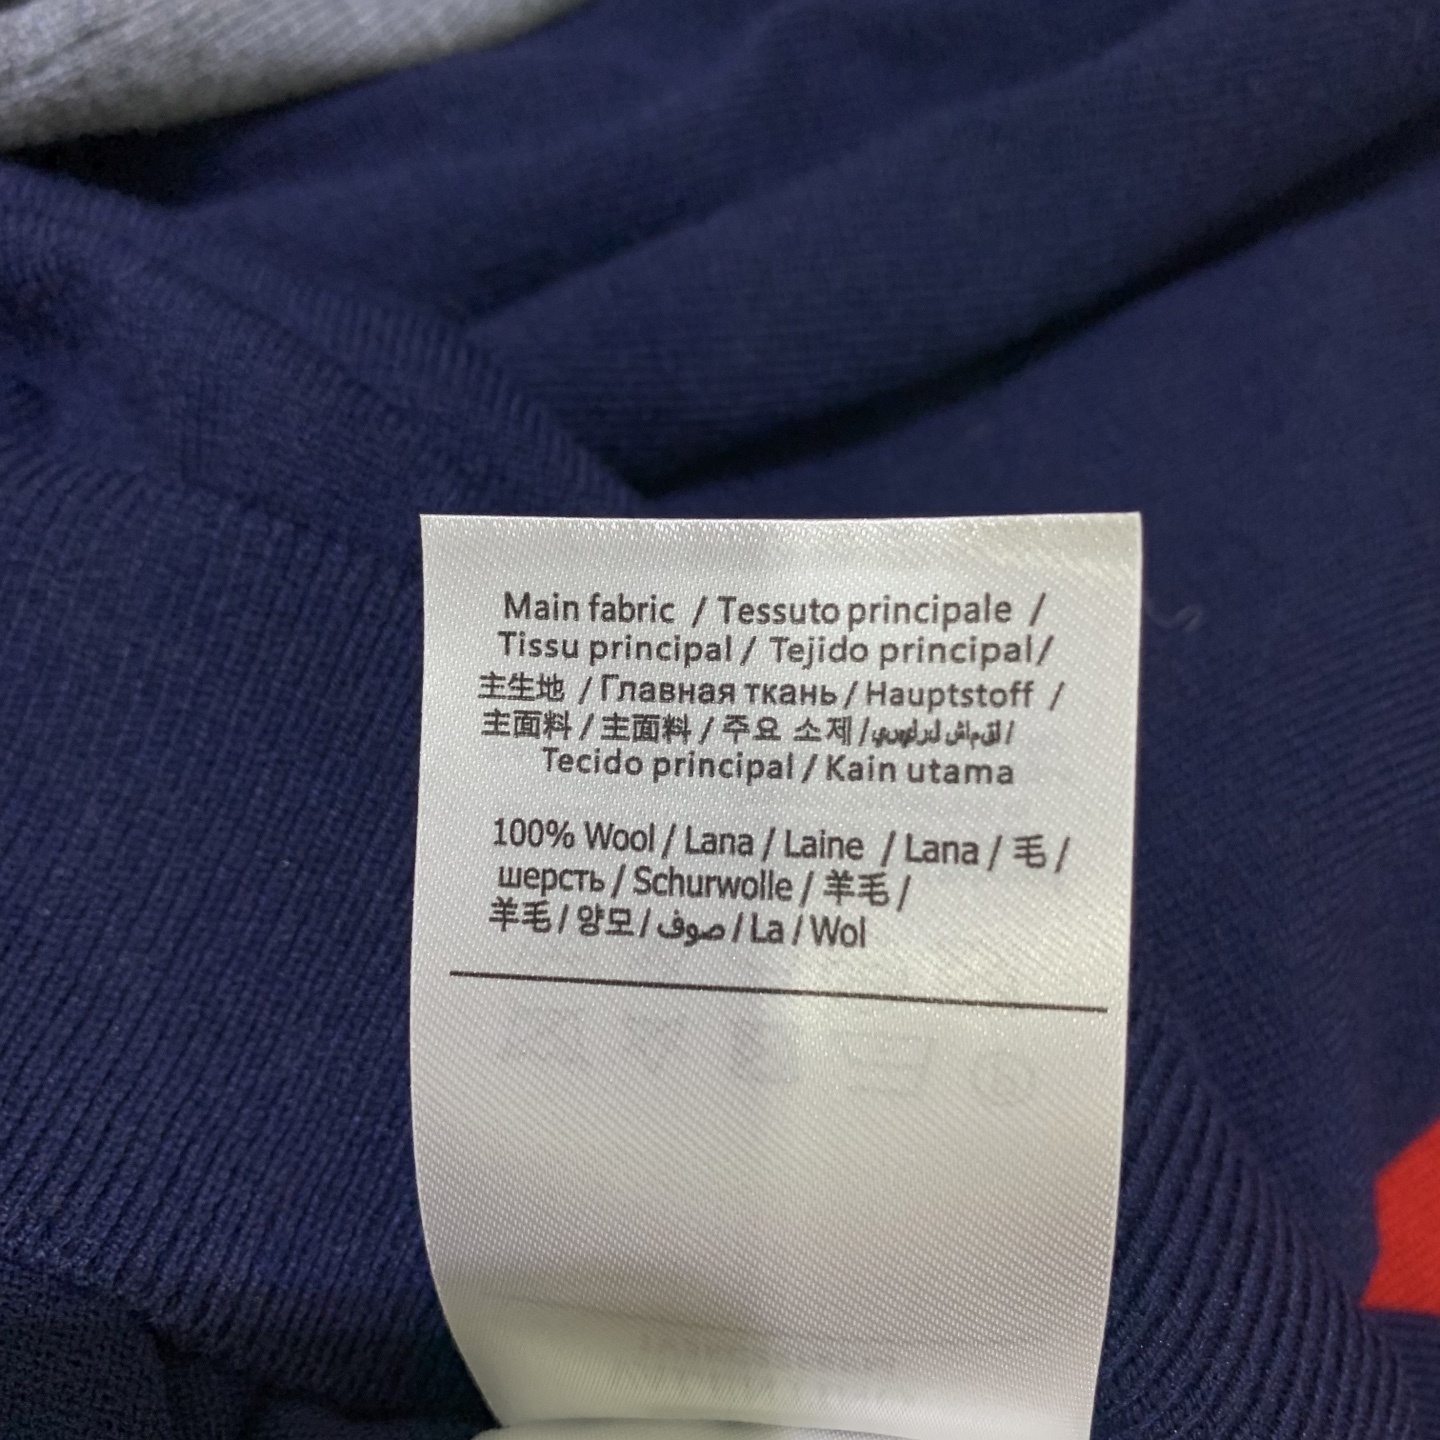 Main fabric / Tessuto principale /
Tissu principal / Tejido principal/
主生地 / Главная ткань / Hauptstoff /
主面料 / 主面料 / 주요 소제 /
Tecido principal / Kain utama
100% Wool / Lana / Laine / Lana / 毛 /
шерсть / Schurwolle / 羊毛 /
羊毛 / 양모 / صوف / La / Wol